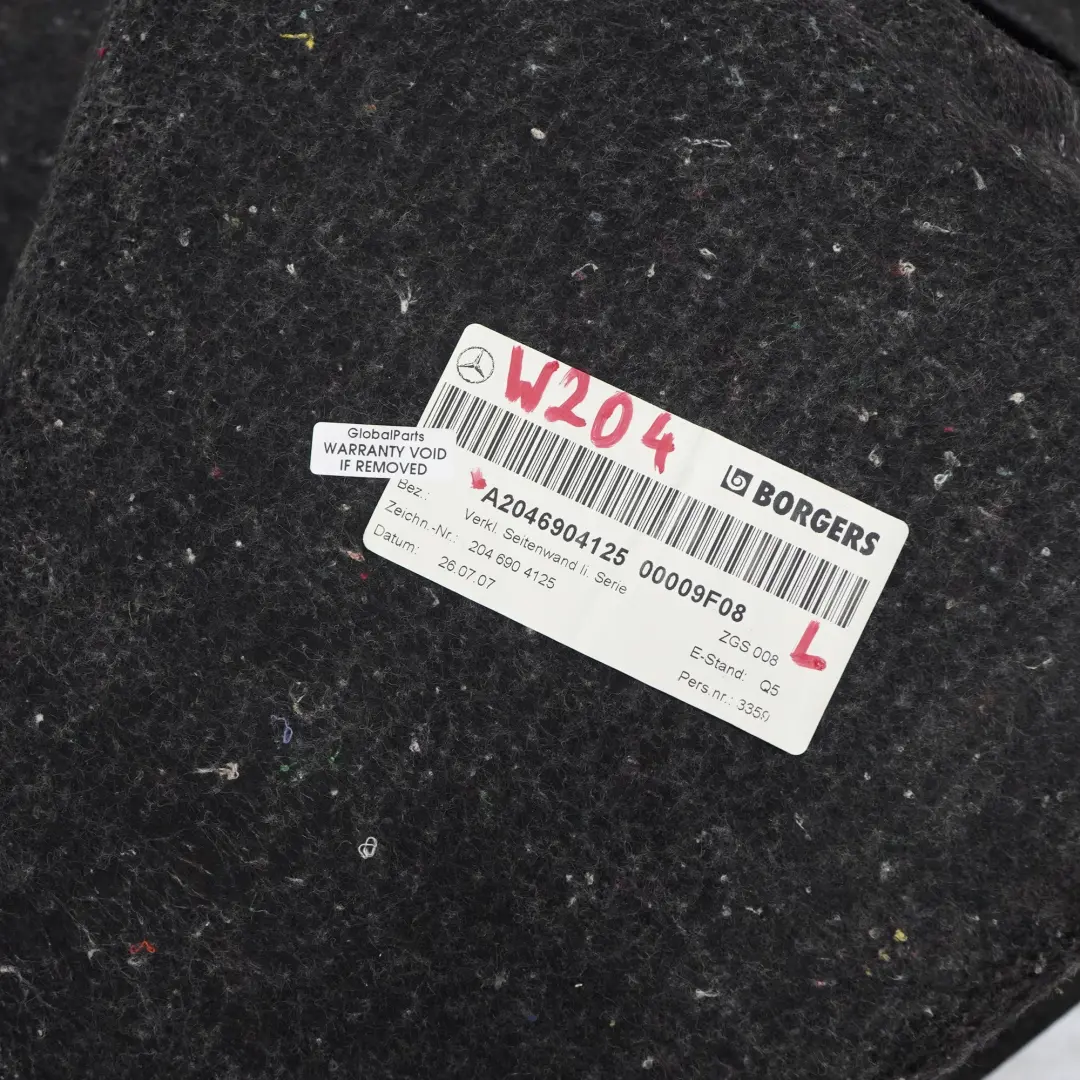 W204
BORGERS
GlobalParts
WARRANTY VOID
IF REMOVED
A2046904125 00009F08
Bez.: Verkl. Seitenwand li. Serie
ZGS 008
L
Zeichn.-Nr.: 204 690 4125
E-Stand: Q5
Datum: 26.07.07
Pers.nr.: 3359